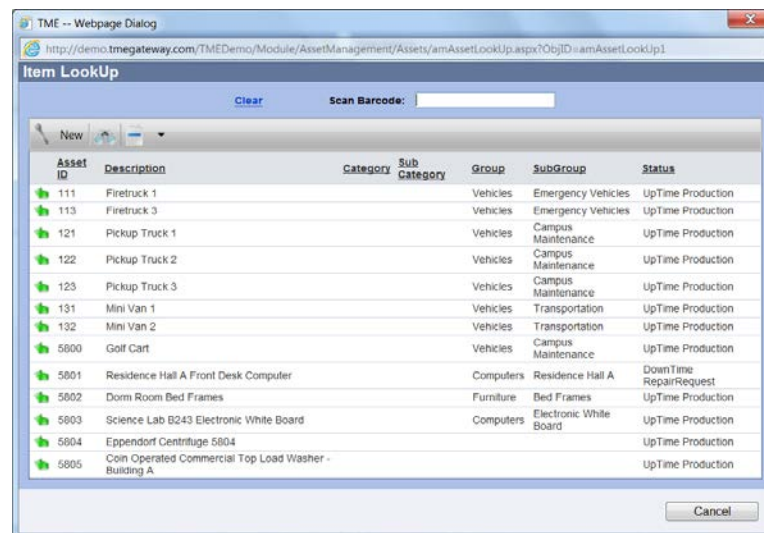 TME -- Webpage Dialog
http://demo.tmegateway.com/TMEDemo/Module/AssetManagement/Assets/amAssetLookUp.aspx?ObjID=amAssetLookUp1
Item LookUp
Clear Scan Barcode:
New
Asset ID Description Category Sub Category Group SubGroup Status
111 Firetruck 1 Vehicles Emergency Vehicles UpTime Production
113 Firetruck 3 Vehicles Emergency Vehicles UpTime Production
121 Pickup Truck 1 Vehicles Campus Maintenance UpTime Production
122 Pickup Truck 2 Vehicles Campus Maintenance UpTime Production
123 Pickup Truck 3 Vehicles Campus Maintenance UpTime Production
131 Mini Van 1 Vehicles Transportation UpTime Production
132 Mini Van 2 Vehicles Transportation UpTime Production
5800 Golf Cart Vehicles Campus Maintenance UpTime Production
5801 Residence Hall A Front Desk Computer Computers Residence Hall A DownTime RepairRequest
5802 Dorm Room Bed Frames Furniture Bed Frames UpTime Production
5803 Science Lab B243 Electronic White Board Computers Electronic White Board UpTime Production
5804 Eppendorf Centrifuge 5804 UpTime Production
5805 Coin Operated Commercial Top Load Washer - Building A UpTime Production
Cancel